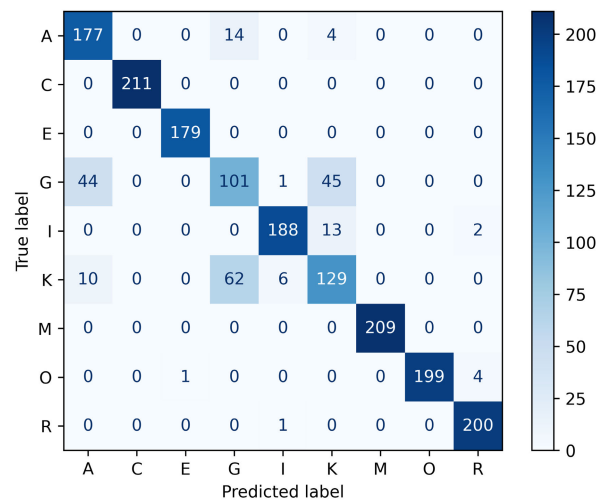 A 177 0 0 14 0 4 0 0 0
C 0 211 0 0 0 0 0 0 0
E 0 0 179 0 0 0 0 0 0
G 44 0 0 101 1 45 0 0 0
I 0 0 0 0 188 13 0 0 2
K 10 0 0 62 6 129 0 0 0
M 0 0 0 0 0 0 209 0 0
O 0 0 1 0 0 0 0 199 4
R 0 0 0 0 1 0 0 0 200
A C E G I K M O R
Predicted label
True label
200
175
150
125
100
75
50
25
0